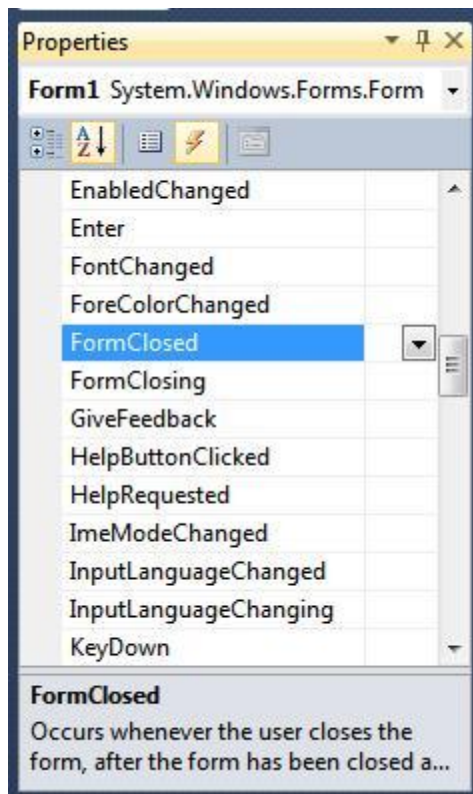 Properties
Form1 System.Windows.Forms.Form
EnabledChanged
Enter
FontChanged
ForeColorChanged
FormClosed
FormClosing
GiveFeedback
HelpButtonClicked
HelpRequested
ImeModeChanged
InputLanguageChanged
InputLanguageChanging
KeyDown
FormClosed
Occurs whenever the user closes the
form, after the form has been closed a...